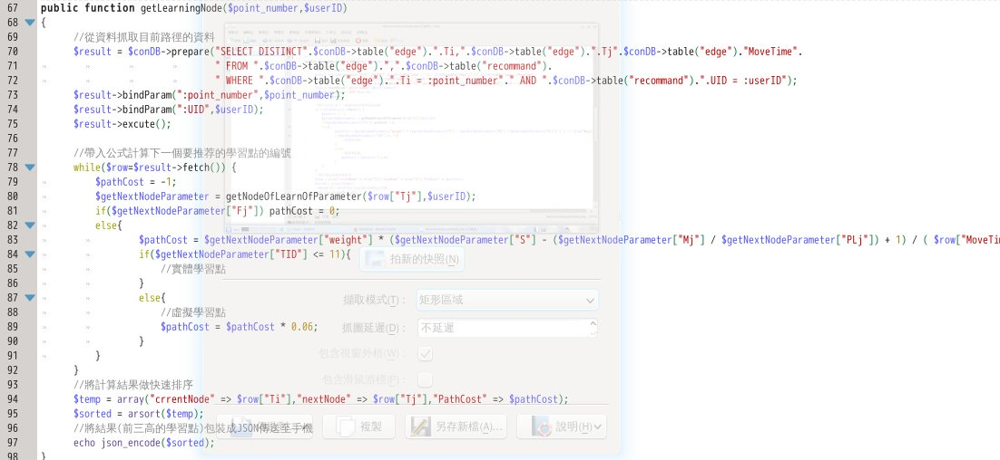 67 public function getLearningNode($point_number,$userID)
68 {
69 //從資料抓取目前路徑的資料
70 $result = $conDB->prepare("SELECT DISTINCT".$conDB->table("edge").".Ti,".$conDB->table("edge").".Tj".$conDB->table("edge")."MoveTime".
71 " FROM ".$conDB->table("edge").",".$conDB->table("recommand").
72 " WHERE ".$conDB->table("edge").".Ti = :point_number"." AND ".$conDB->table("recommand").".UID = :userID");
73 $result->bindParam(":point_number",$point_number);
74 $result->bindParam(":UID",$userID);
75 $result->excute();
76
77 //帶入公式計算下一個要推荐的學習點的編號
78 while($row=$result->fetch()) {
79 $pathCost = -1;
80 $getNextNodeParameter = getNodeOfLearnOfParameter($row["Tj"],$userID);
81 if($getNextNodeParameter["Fj"]) pathCost = 0;
82 else{
83 $pathCost = $getNextNodeParameter["weight"] * ($getNextNodeParameter["S"] - ($getNextNodeParameter["Mj"] / $getNextNodeParameter["PLj"]) + 1) / ( $row["MoveTim
84 if($getNextNodeParameter["TID"] <= 11){
拍新的快照(N)
85 //實體學習點
86 }
87 else{
擷取模式(T)： 矩形區域
88 //虛擬學習點
89 $pathCost = $pathCost * 0.06;
抓圖延遲(D)： 不延遲
90 }
91 }
包含視窗外框(W)：
92 }
包含滑鼠游標(P)：
93 //將計算結果做快速排序
94 $temp = array("crrentNode" => $row["Ti"],"nextNode" => $row["Tj"],"PathCost" => $pathCost);
95 $sorted = arsort($temp);
96 //將結果(前三高的學習點)包裝成JSON傳送至手機
複製 另存新檔(A)... 說明(H)
97 echo json_encode($sorted);
98 }